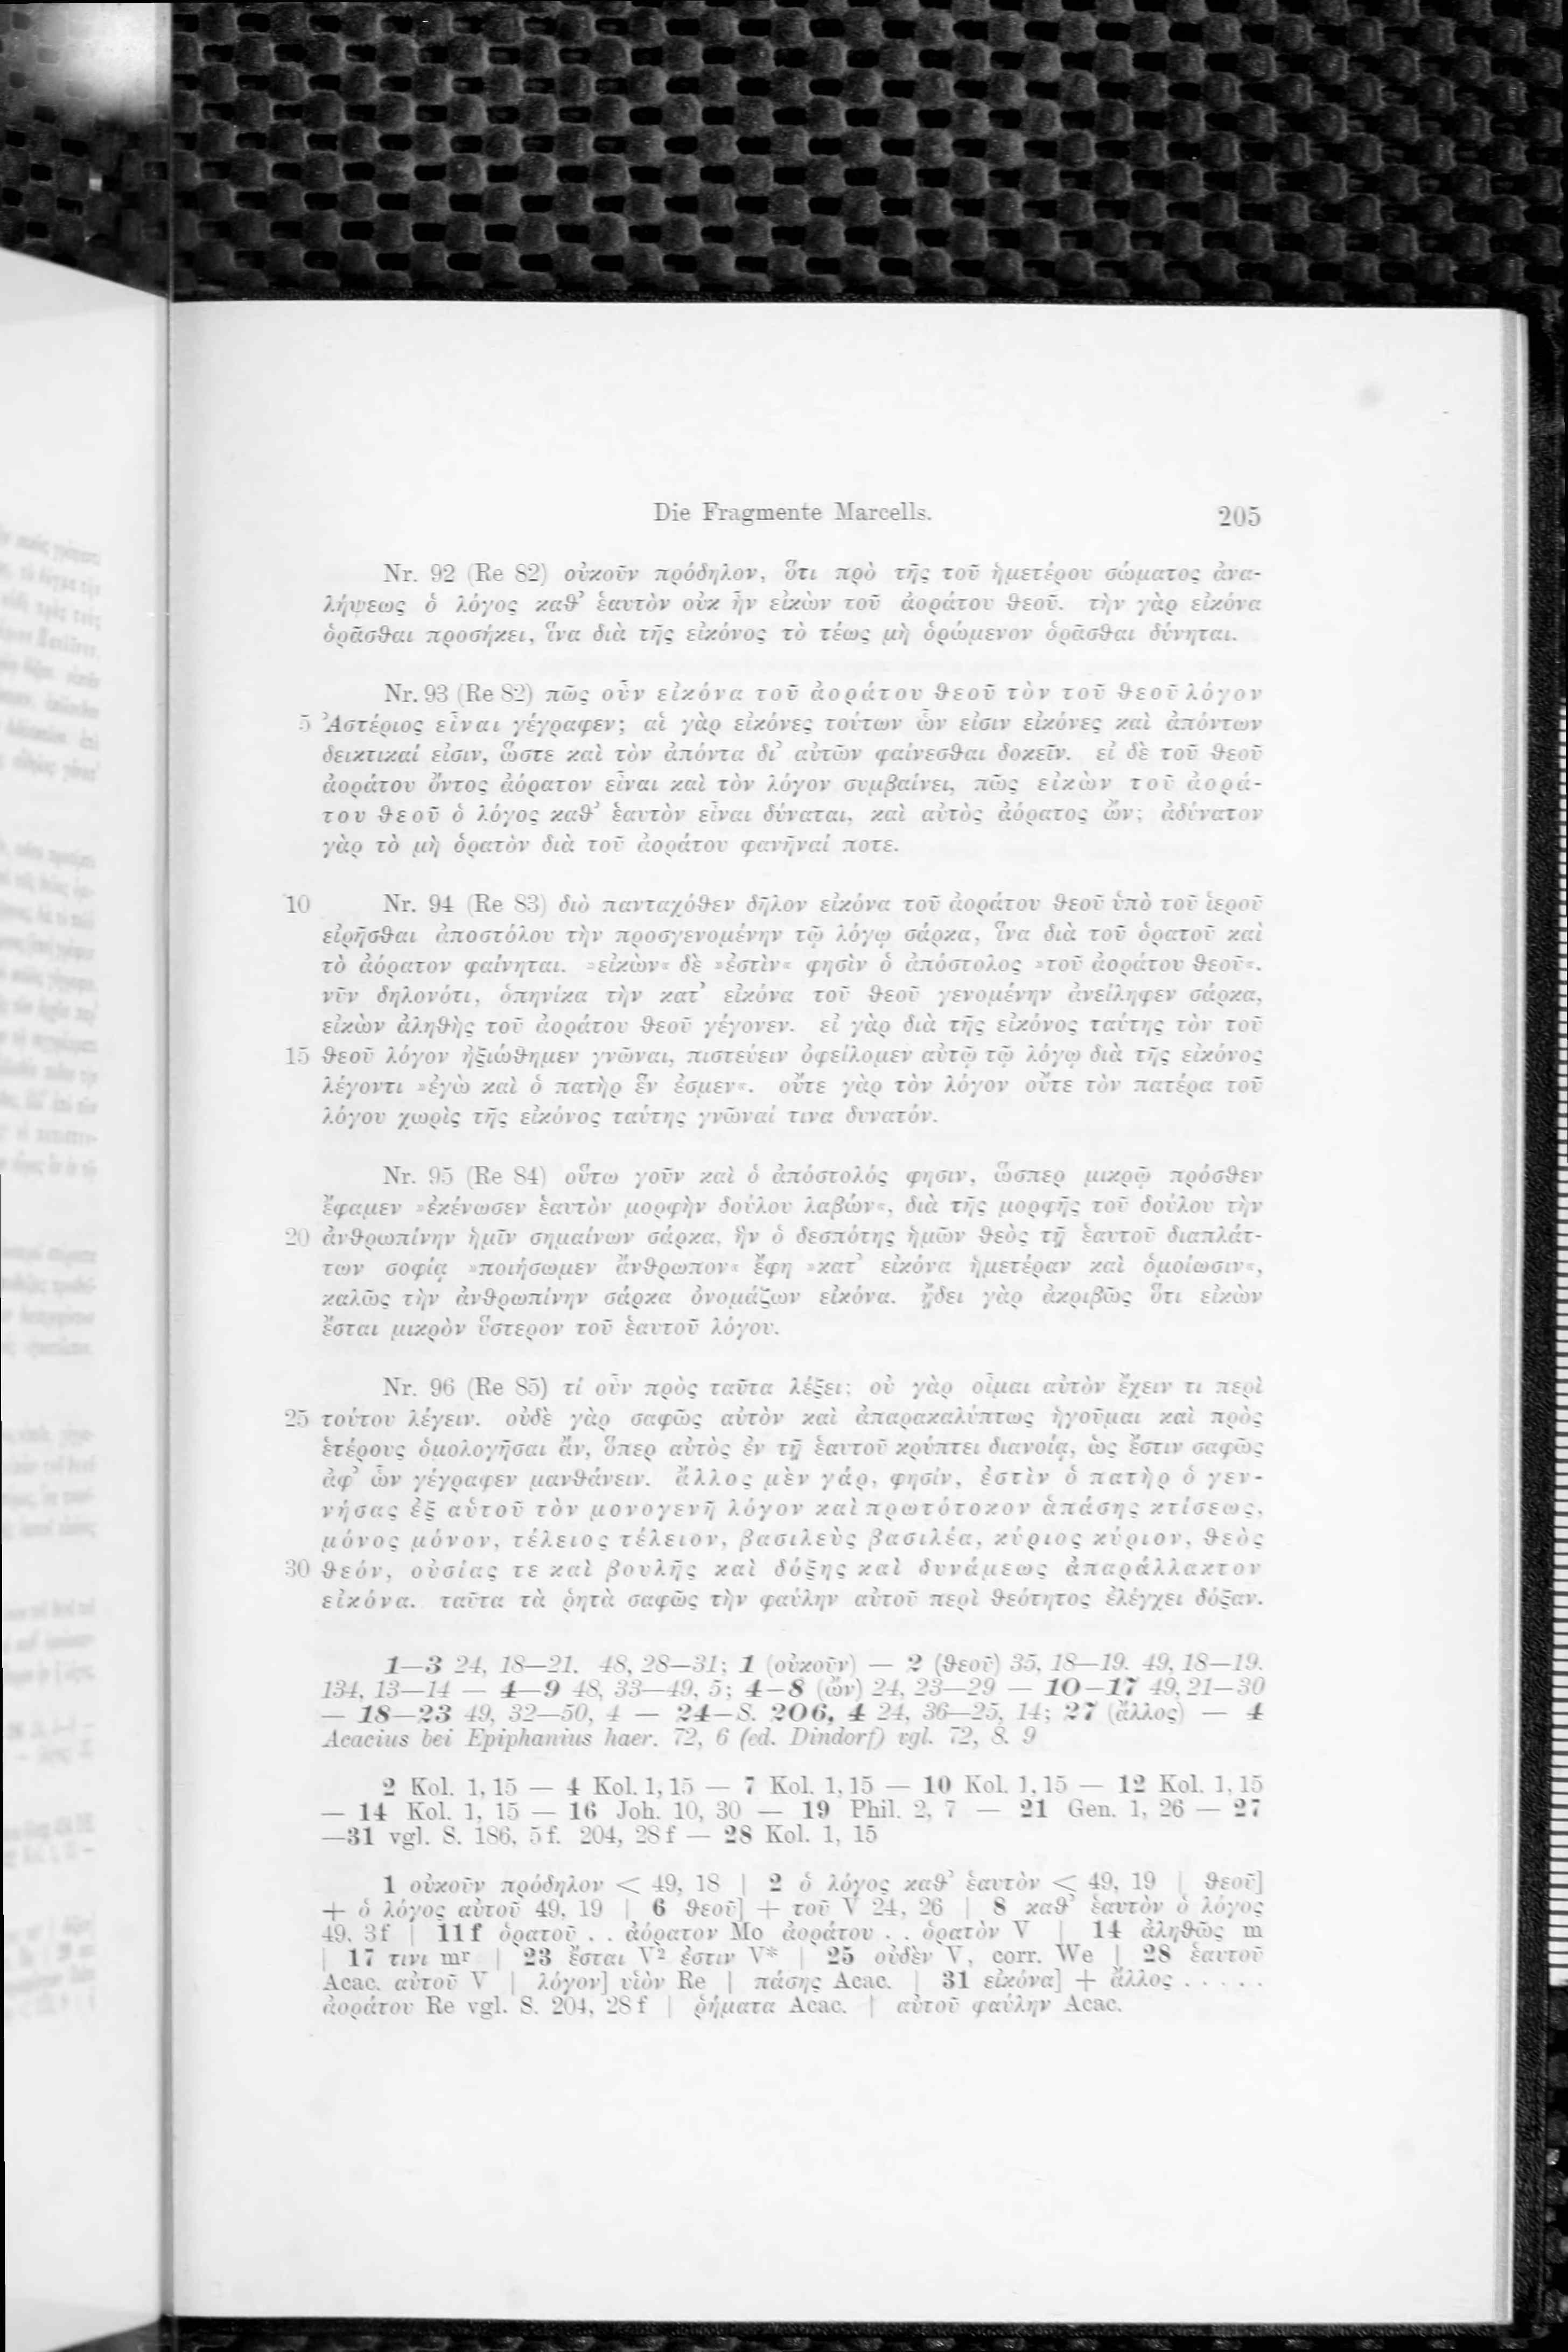 Die Fragmente Marcells. 205
Nr. 92 (Re 82) οὐκοῦν πρόδηλον, ὅτι πρὸ τῆς τοῦ ἡμετέρου σώματος ἀνα-
λήψεως ὁ λόγος καθ’ ἑαυτὸν οὐκ ἦν εἰκὼν τοῦ ἀοράτου θεοῦ. τὴν γὰρ εἰκόνα
ὁρᾶσθαι προσήκει, ἵνα διὰ τῆς εἰκόνος τὸ τέως μὴ ὁρώμενον ὁρᾶσθαι δύνηται.
Nr. 93 (Re 82) πῶς οὖν εἰκόνα τοῦ ἀοράτου θεοῦ τὸν τοῦ θεοῦ λόγον
5 Ἀστέριος εἶναι γέγραφεν; αἱ γὰρ εἰκόνες τούτων ὧν εἰσιν εἰκόνες καὶ ἀπόντων
δεικτικαί εἰσιν, ὥστε καὶ τὸν ἀπόντα δι’ αὐτῶν φαίνεσθαι δοκεῖν. εἰ δὲ τοῦ θεοῦ
ἀοράτου ὄντος ἀόρατον εἶναι καὶ τὸν λόγον συμβαίνει, πῶς εἰκὼν τοῦ ἀορά-
του θεοῦ ὁ λόγος καθ’ ἑαυτὸν εἶναι δύναται, καὶ αὐτὸς ἀόρατος ὤν; ἀδύνατον
γὰρ τὸ μὴ ὁρατὸν διὰ τοῦ ἀοράτου φανῆναί ποτε.
10 Nr. 94 (Re 83) διὸ πανταχόθεν δῆλον εἰκόνα τοῦ ἀοράτου θεοῦ ὑπὸ τοῦ ἱεροῦ
εἰρῆσθαι ἀποστόλου τὴν προσγενομένην τῷ λόγῳ σάρκα, ἵνα διὰ τοῦ ὁρατοῦ καὶ
τὸ ἀόρατον φαίνηται. »εἰκὼν« δὲ »ἐστὶν« φησὶν ὁ ἀπόστολος »τοῦ ἀοράτου θεοῦ«.
νῦν δηλονότι, ὁπηνίκα τὴν κατ’ εἰκόνα τοῦ θεοῦ γενομένην ἀνείληφεν σάρκα,
εἰκὼν ἀληθὴς τοῦ ἀοράτου θεοῦ γέγονεν. εἰ γὰρ διὰ τῆς εἰκόνος ταύτης τὸν τοῦ
15 θεοῦ λόγον ἠξιώθημεν γνῶναι, πιστεύειν ὀφείλομεν αὐτῷ τῷ λόγῳ διὰ τῆς εἰκόνος
λέγοντι »ἐγὼ καὶ ὁ πατὴρ ἕν ἐσμεν«. οὔτε γὰρ τὸν λόγον οὔτε τὸν πατέρα τοῦ
λόγου χωρὶς τῆς εἰκόνος ταύτης γνῶναί τινα δυνατόν.
Nr. 95 (Re 84) οὕτω γοῦν καὶ ὁ ἀπόστολός φησιν, ὥσπερ μικρῷ πρόσθεν
ἔφαμεν »ἐκένωσεν ἑαυτὸν μορφὴν δούλου λαβών«, διὰ τῆς μορφῆς τοῦ δούλου τὴν
20 ἀνθρωπίνην ἡμῖν σημαίνων σάρκα, ἣν ὁ δεσπότης ἡμῶν θεὸς τῇ ἑαυτοῦ διαπλάτ-
των σοφίᾳ »ποιήσωμεν ἄνθρωπον« ἔφη »κατ’ εἰκόνα ἡμετέραν καὶ ὁμοίωσιν«,
καλῶς τὴν ἀνθρωπίνην σάρκα ὀνομάζων εἰκόνα. ᾔδει γὰρ ἀκριβῶς ὅτι εἰκὼν
ἔσται μικρὸν ὕστερον τοῦ ἑαυτοῦ λόγου.
Nr. 96 (Re 85) τί οὖν πρὸς ταῦτα λέξει; οὐ γὰρ οἶμαι αὐτὸν ἔχειν τι περὶ
25 τούτου λέγειν. οὐδὲ γὰρ σαφῶς αὐτὸν καὶ ἀπαρακαλύπτως ἡγοῦμαι καὶ πρὸς
ἑτέρους ὁμολογῆσαι ἄν, ὅπερ αὐτὸς ἐν τῇ ἑαυτοῦ κρύπτει διανοίᾳ, ὡς ἔστιν σαφῶς
ἀφ’ ὧν γέγραφεν μανθάνειν. ἄλλος μὲν γάρ, φησίν, ἐστὶν ὁ πατὴρ ὁ γεν-
νήσας ἐξ αὑτοῦ τὸν μονογενῆ λόγον καὶ πρωτότοκον ἁπάσης κτίσεως,
μόνος μόνον, τέλειος τέλειον, βασιλεὺς βασιλέα, κύριος κύριον, θεὸς
30 θεόν, οὐσίας τε καὶ βουλῆς καὶ δόξης καὶ δυνάμεως ἀπαράλλακτον
εἰκόνα. ταῦτα τὰ ῥητὰ σαφῶς τὴν φαύλην αὐτοῦ περὶ θεότητος ἐλέγχει δόξαν.
1—3 24, 18—21. 48, 28—31; 1 (οὐκοῦν) — 2 (θεοῦ) 35, 18—19. 49, 18—19.
134, 13—14 — 4—9 48, 33—49, 5; 4—8 (ὤν) 24, 23—29 — 10—17 49, 21—30
— 18—23 49, 32—50, 4 — 24—S. 206, 4 24, 36—25, 14; 27 (ἄλλος) — 4
Acacius bei Epiphanius haer. 72, 6 (ed. Dindorf) vgl. 72, 8. 9
2 Kol. 1, 15 — 4 Kol. 1, 15 — 7 Kol. 1, 15 — 10 Kol. 1, 15 — 12 Kol. 1, 15
— 14 Kol. 1, 15 — 16 Joh. 10, 30 — 19 Phil. 2, 7 — 21 Gen. 1, 26 — 27
—31 vgl. S. 186, 5 f. 204, 28 f — 28 Kol. 1, 15
1 οὐκοῦν πρόδηλον < 49, 18 | 2 ὁ λόγος καθ’ ἑαυτὸν < 49, 19 | θεοῦ]
+ ὁ λόγος αὐτοῦ 49, 19 | 6 θεοῦ] + τοῦ V 24, 26 | 8 καθ’ ἑαυτὸν ὁ λόγος
49, 3 f | 11 f ὁρατοῦ . . ἀόρατον Mo ἀοράτου . . ὁρατὸν V | 14 ἀληθῶς m
| 17 τινι mʳ | 23 ἔσται V² ἐστιν V* | 25 οὐδὲν V, corr. We | 28 ἑαυτοῦ
Acac. αὐτοῦ V | λόγον] υἱὸν Re | πάσης Acac. | 31 εἰκόνα] + ἄλλος . . . . .
ἀοράτου Re vgl. S. 204, 28 f | ῥήματα Acac. | αὐτοῦ φαύλην Acac.